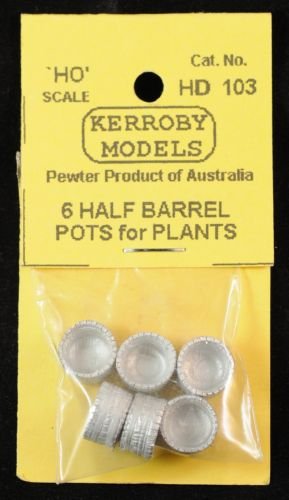 'HO'
SCALE
Cat. No.
HD 103
KERROBY
MODELS
Pewter Product of Australia
6 HALF BARREL
POTS for PLANTS